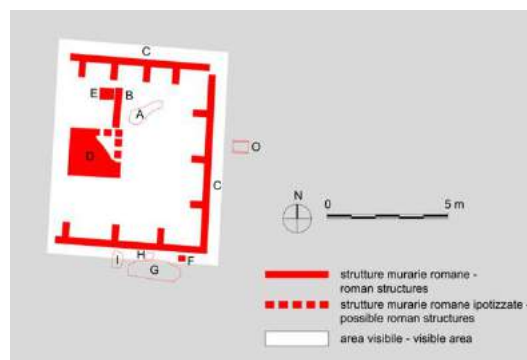 C
E
B
A
D
O
C
N
0
5 m
H
F
I
G
strutture murarie romane -
roman structures
strutture murarie romane ipotizzate -
possible roman structures
area visibile - visible area